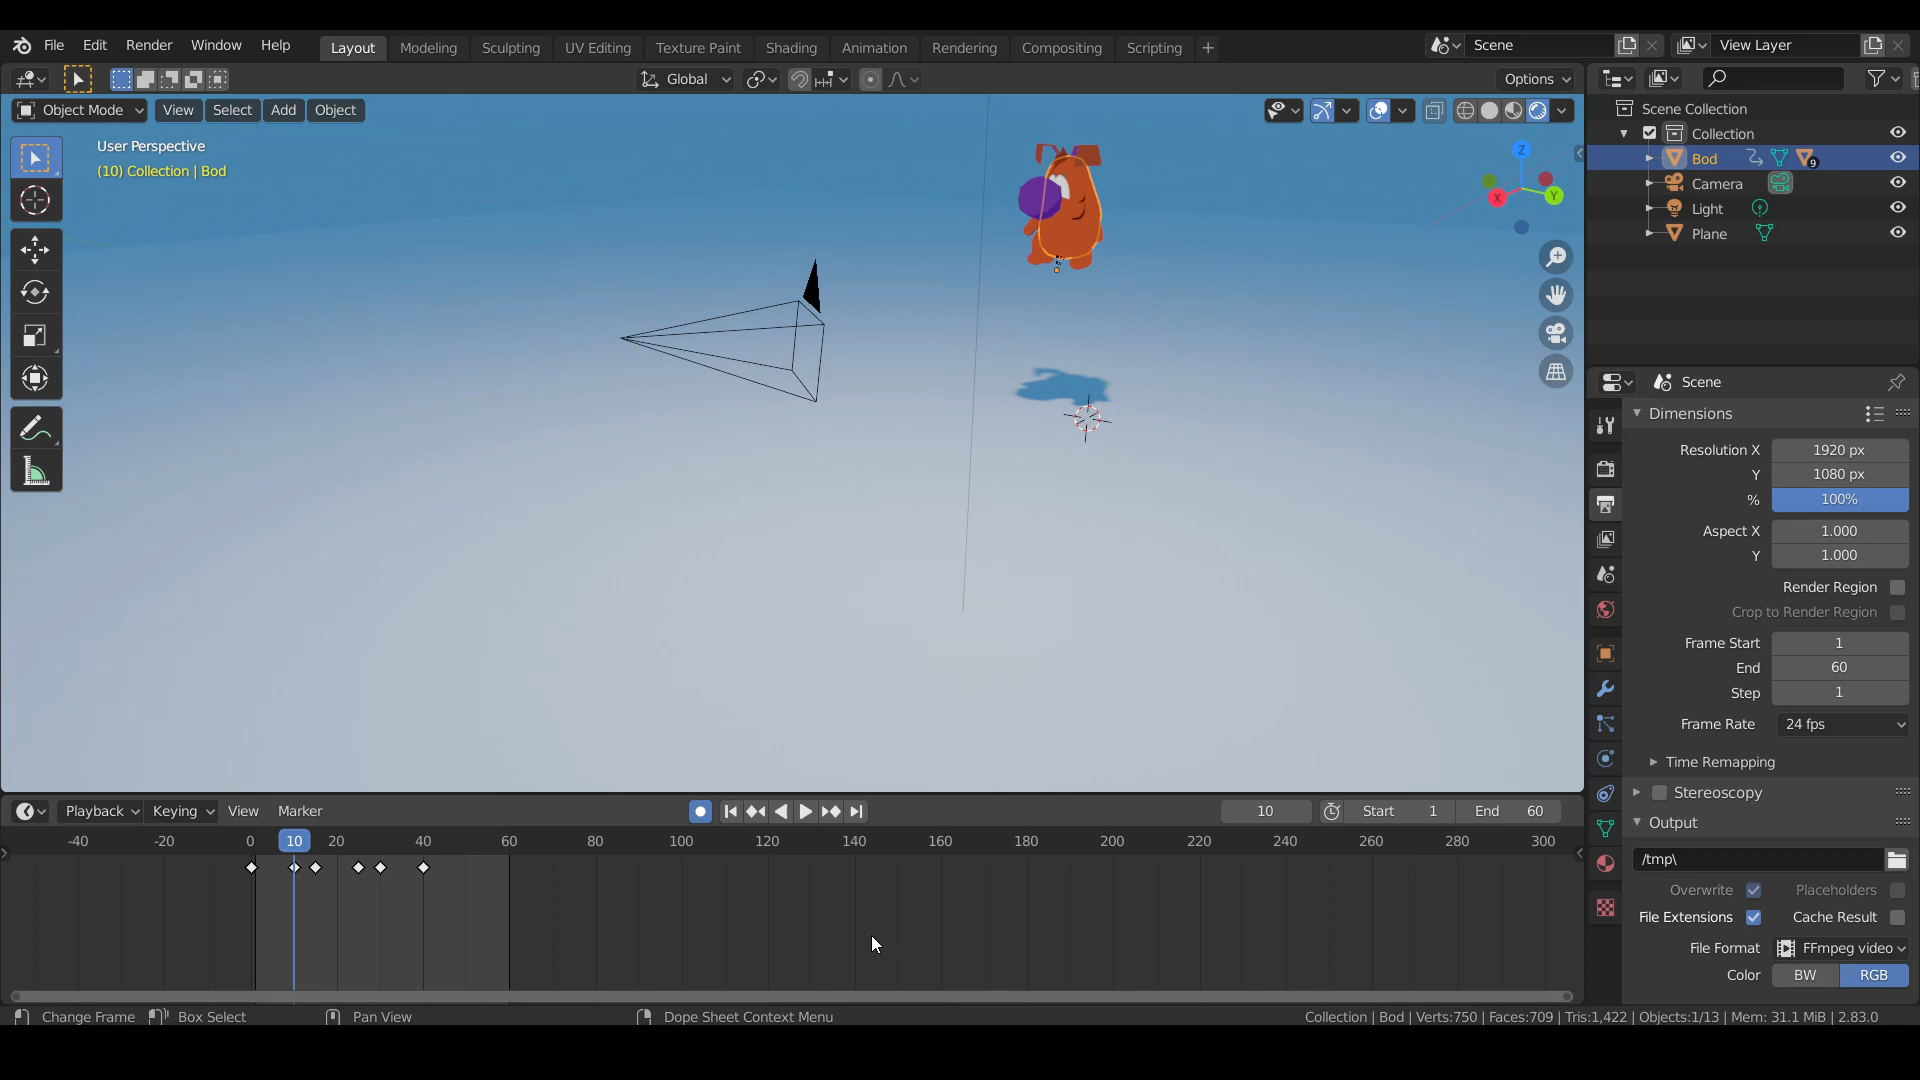 File Edit Render Window Help Layout Modeling Sculpting UV Editing Texture Paint Shading Animation Rendering Compositing Scripting + Scene View Layer
Global Options
Object Mode View Select Add Object
User Perspective
(10) Collection | Bod
Z
X
Y
Scene Collection
Collection
Bod 9
Camera
Light
Plane
Scene
Dimensions
Resolution X 1920 px
Y 1080 px
% 100%
Aspect X 1.000
Y 1.000
Render Region
Crop to Render Region
Frame Start 1
End 60
Step 1
Frame Rate 24 fps
Time Remapping
Stereoscopy
Output
/tmp\
Overwrite Placeholders
File Extensions Cache Result
File Format FFmpeg video
Color BW RGB
Playback Keying View Marker 10 Start 1 End 60
-40 -20 0 10 20 40 60 80 100 120 140 160 180 200 220 240 260 280 300
Change Frame Box Select Pan View Dope Sheet Context Menu Collection | Bod | Verts:750 | Faces:709 | Tris:1,422 | Objects:1/13 | Mem: 31.1 MiB | 2.83.0